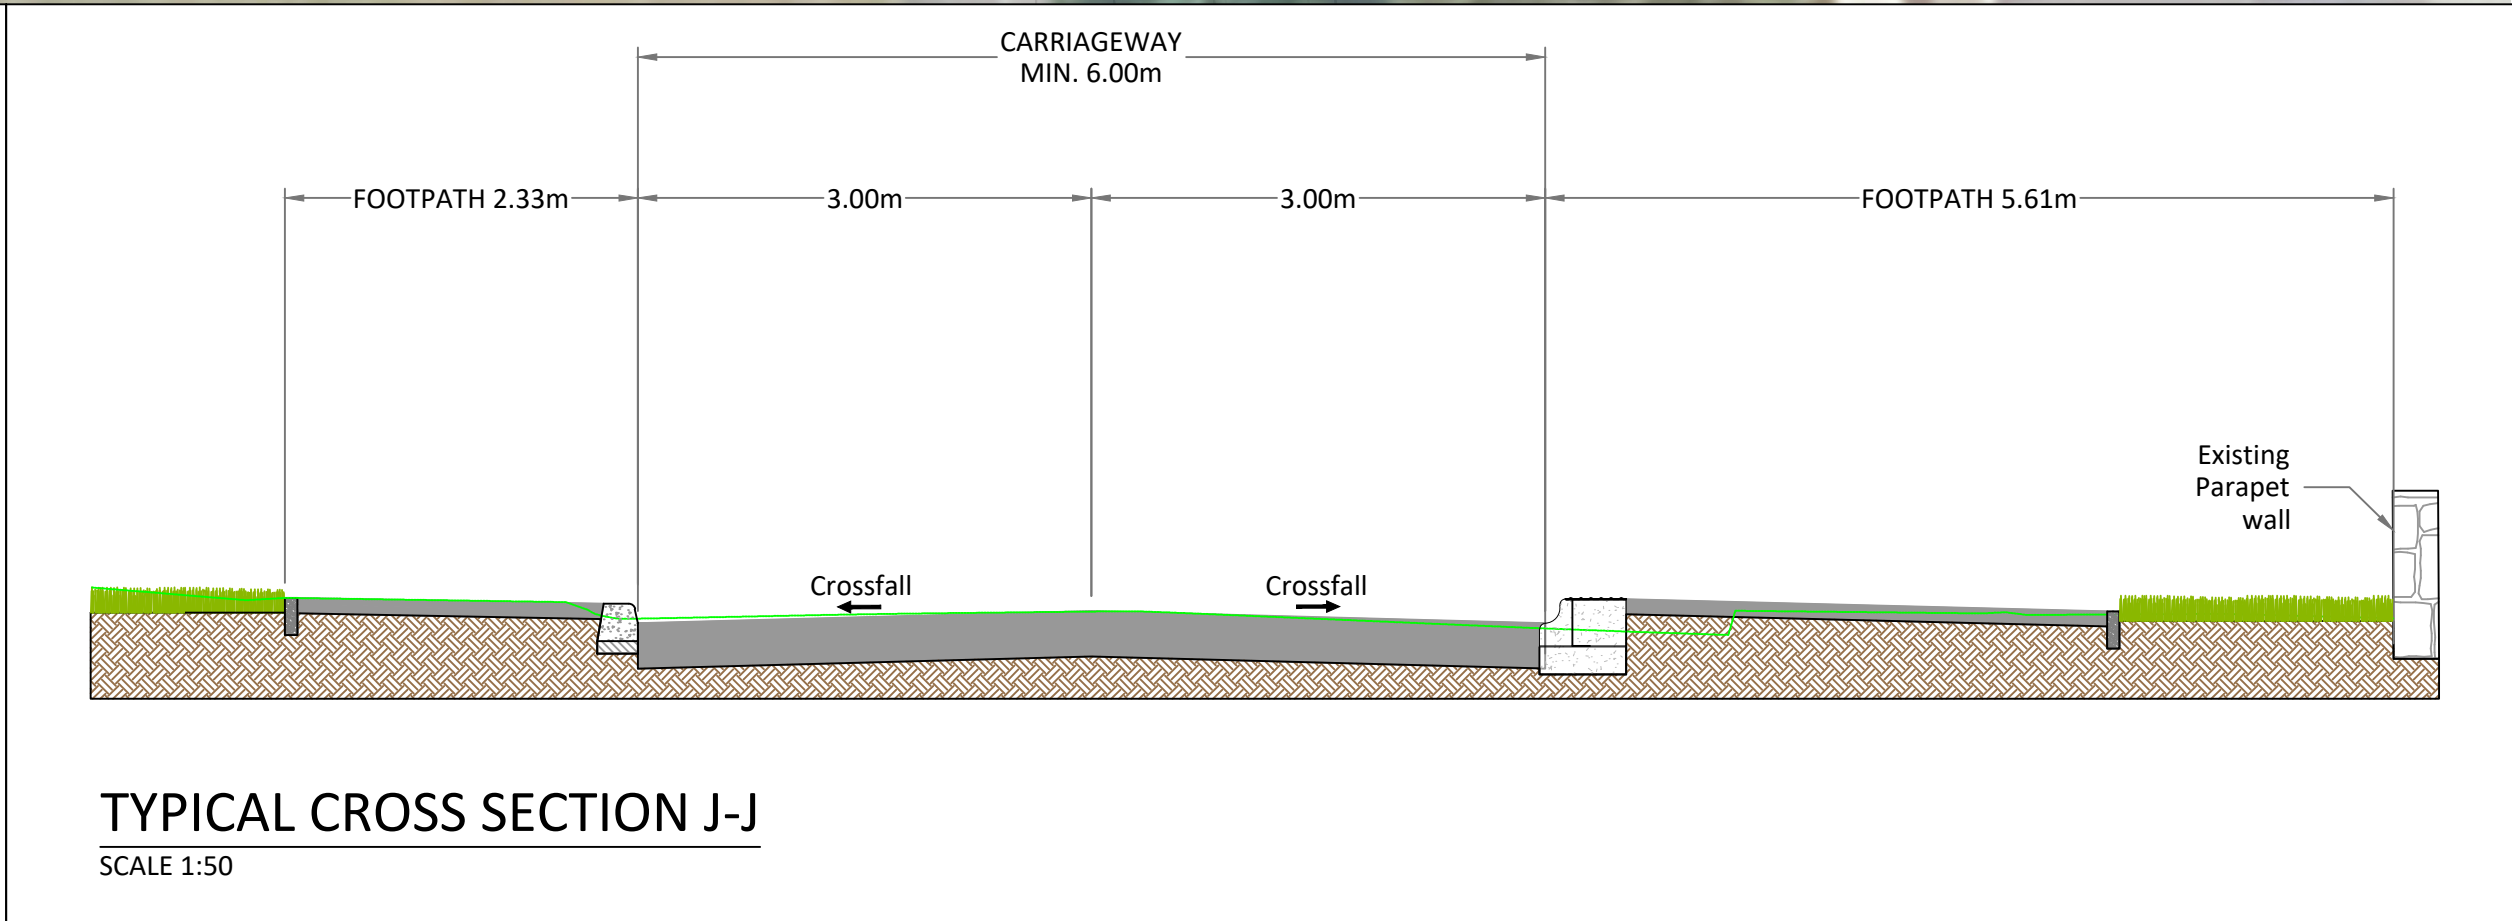 CARRIAGEWAY
MIN. 6.00m
FOOTPATH 2.33m
3.00m
3.00m
FOOTPATH 5.61m
Existing
Parapet
wall
Crossfall
Crossfall
TYPICAL CROSS SECTION J-J
SCALE 1:50